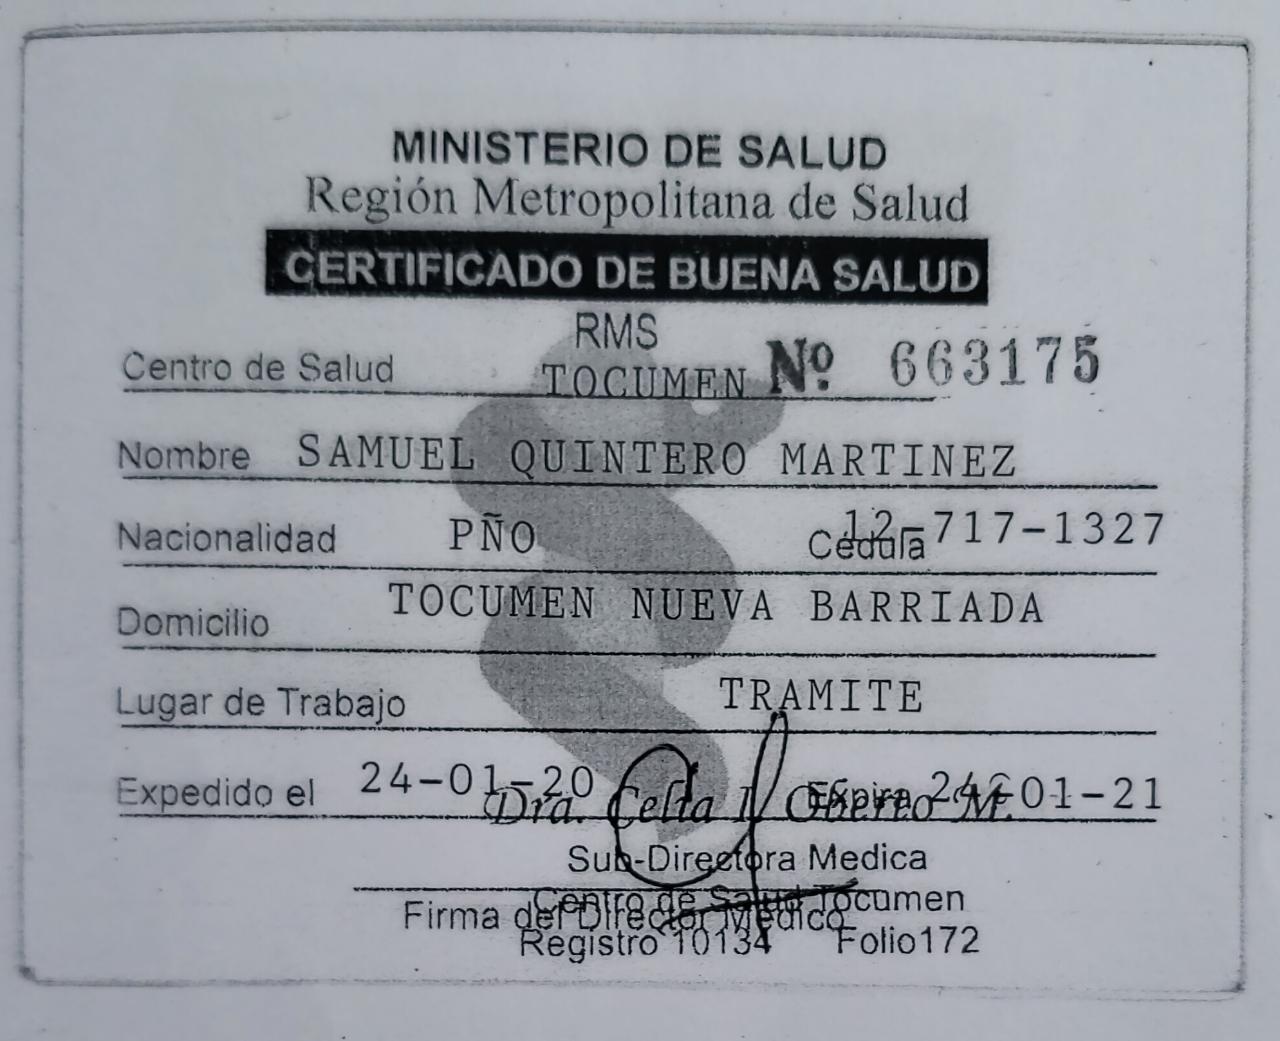 MINISTERIO DE SALUD
Región Metropolitana de Salud
CERTIFICADO DE BUENA SALUD
RMS
Centro de Salud TOCUMEN Nº 663175
Nombre SAMUEL QUINTERO MARTINEZ
Nacionalidad PÑO Cédula 12-717-1327
Domicilio TOCUMEN NUEVA BARRIADA
Lugar de Trabajo TRAMITE
Expedido el 24-01-20 Expira 24-01-21
Dra. Celia I. Oberto M.
Sub-Directora Medica
Centro de Salud Tocumen
Firma del Director Médico
Registro 10134 Folio172